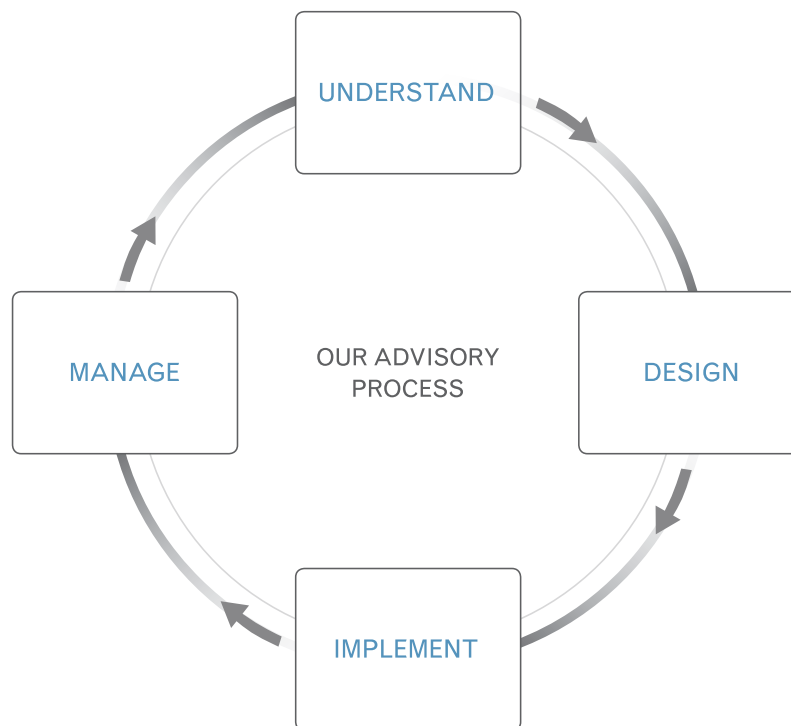 UNDERSTAND
MANAGE
OUR ADVISORY
PROCESS
DESIGN
IMPLEMENT